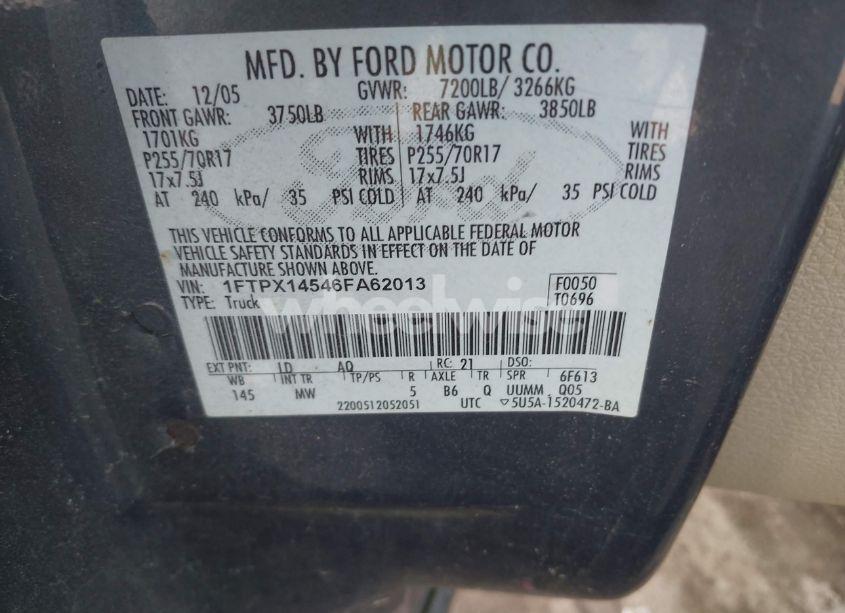 MFD. BY FORD MOTOR CO.
DATE: 12/05 GVWR: 7200LB/ 3266KG
FRONT GAWR: 3750LB REAR GAWR: 3850LB
1701KG WITH 1746KG WITH
P255/70R17 TIRES P255/70R17 TIRES
17x7.5J RIMS 17x7.5J RIMS
AT 240 kPa/ 35 PSI COLD AT 240 kPa/ 35 PSI COLD
Ford
THIS VEHICLE CONFORMS TO ALL APPLICABLE FEDERAL MOTOR
VEHICLE SAFETY STANDARDS IN EFFECT ON THE DATE OF
MANUFACTURE SHOWN ABOVE.
VIN: 1FTPX14546FA62013 F0050
TYPE: Truck T0696
wheelwise
EXT PNT: LD AQ RC: 21 DSO:
WB INT TR TP/PS R AXLE TR SPR 6F613
145 MW 5 B6 Q UUMM Q05
2200512052051 UTC ▽5U5A-1520472-BA